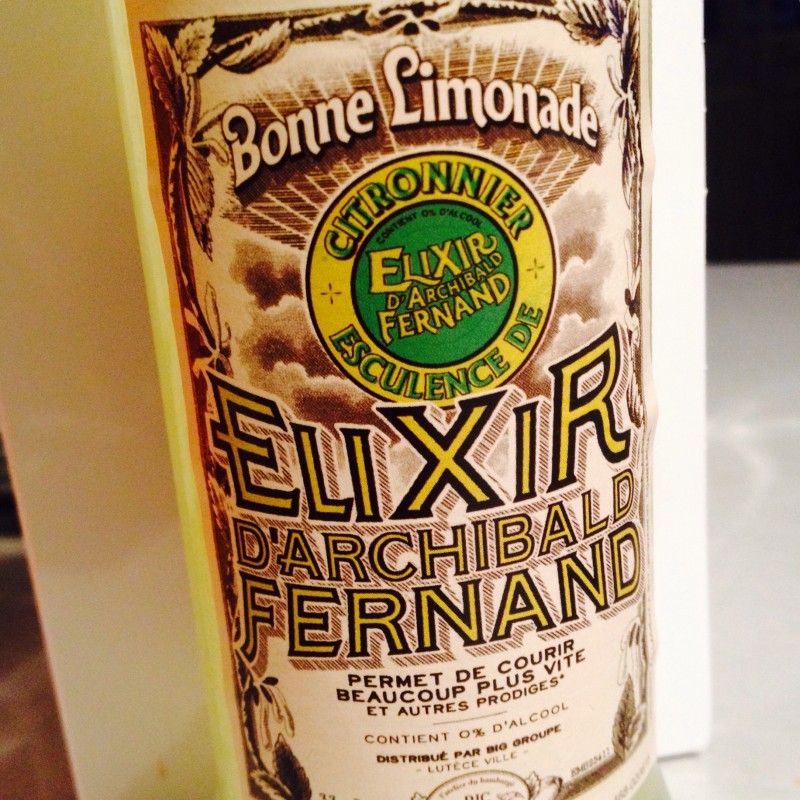 Bonne Limonade
CITRONNIER
CONTIENT 0% D'ALCOOL
ELIXIR
D'ARCHIBALD
FERNAND
ESCULENCE DE
ELIXIR
D'ARCHIBALD
FERNAND
PERMET DE COURIR
BEAUCOUP PLUS VITE
ET AUTRES PRODIGES*
CONTIENT 0% D'ALCOOL
DISTRIBUÉ PAR BIG GROUPE
- LUTÈCE VILLE -